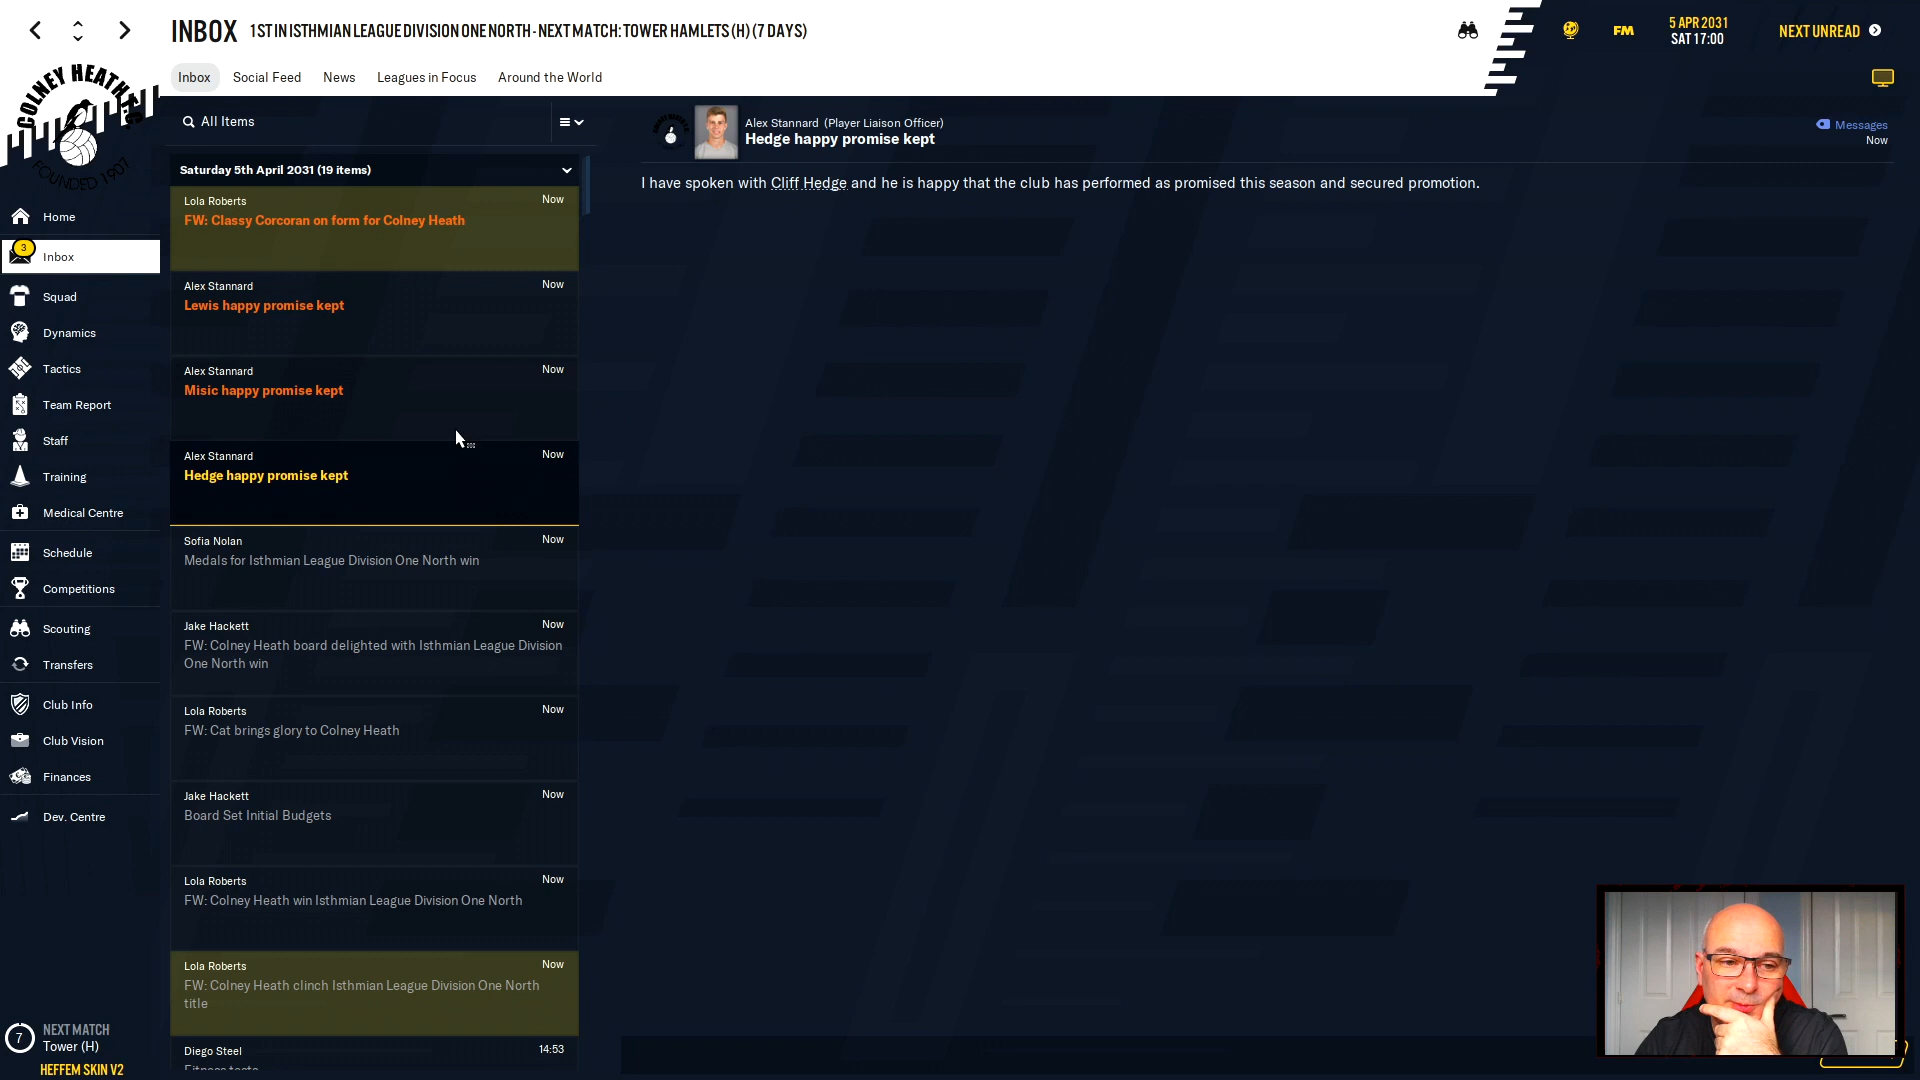 INBOX
1ST IN ISTHMIAN LEAGUE DIVISION ONE NORTH - NEXT MATCH: TOWER HAMLETS (H) (7 DAYS)
FM
5 APR 2031
SAT 17:00
NEXT UNREAD
Inbox
Social Feed
News
Leagues in Focus
Around the World
COLNEY HEATH F.C.
FOUNDED 1907
Home
3
Inbox
Squad
Dynamics
Tactics
Team Report
Staff
Training
Medical Centre
Schedule
Competitions
Scouting
Transfers
Club Info
Club Vision
Finances
Dev. Centre
7
NEXT MATCH
Tower (H)
HEFFEM SKIN V2
All Items
Saturday 5th April 2031 (19 items)
Lola Roberts
Now
FW: Classy Corcoran on form for Colney Heath
Alex Stannard
Now
Lewis happy promise kept
Alex Stannard
Now
Misic happy promise kept
Alex Stannard
Now
Hedge happy promise kept
Sofia Nolan
Now
Medals for Isthmian League Division One North win
Jake Hackett
Now
FW: Colney Heath board delighted with Isthmian League Division
One North win
Lola Roberts
Now
FW: Cat brings glory to Colney Heath
Jake Hackett
Now
Board Set Initial Budgets
Lola Roberts
Now
FW: Colney Heath win Isthmian League Division One North
Lola Roberts
Now
FW: Colney Heath clinch Isthmian League Division One North
title
Diego Steel
14:53
Fitness tests
Alex Stannard (Player Liaison Officer)
Hedge happy promise kept
Messages
Now
I have spoken with Cliff Hedge and he is happy that the club has performed as promised this season and secured promotion.